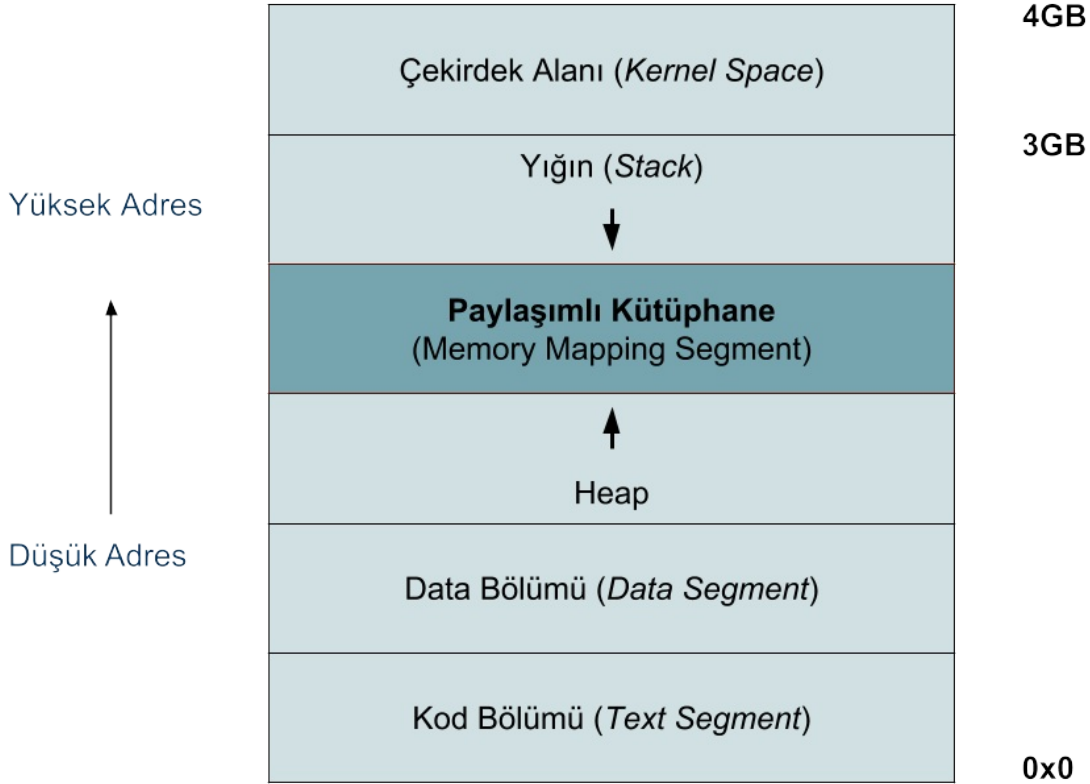 4GB
Çekirdek Alanı (Kernel Space)
3GB
Yığın (Stack)
Yüksek Adres
Paylaşımlı Kütüphane
(Memory Mapping Segment)
Heap
Düşük Adres
Data Bölümü (Data Segment)
Kod Bölümü (Text Segment)
0x0